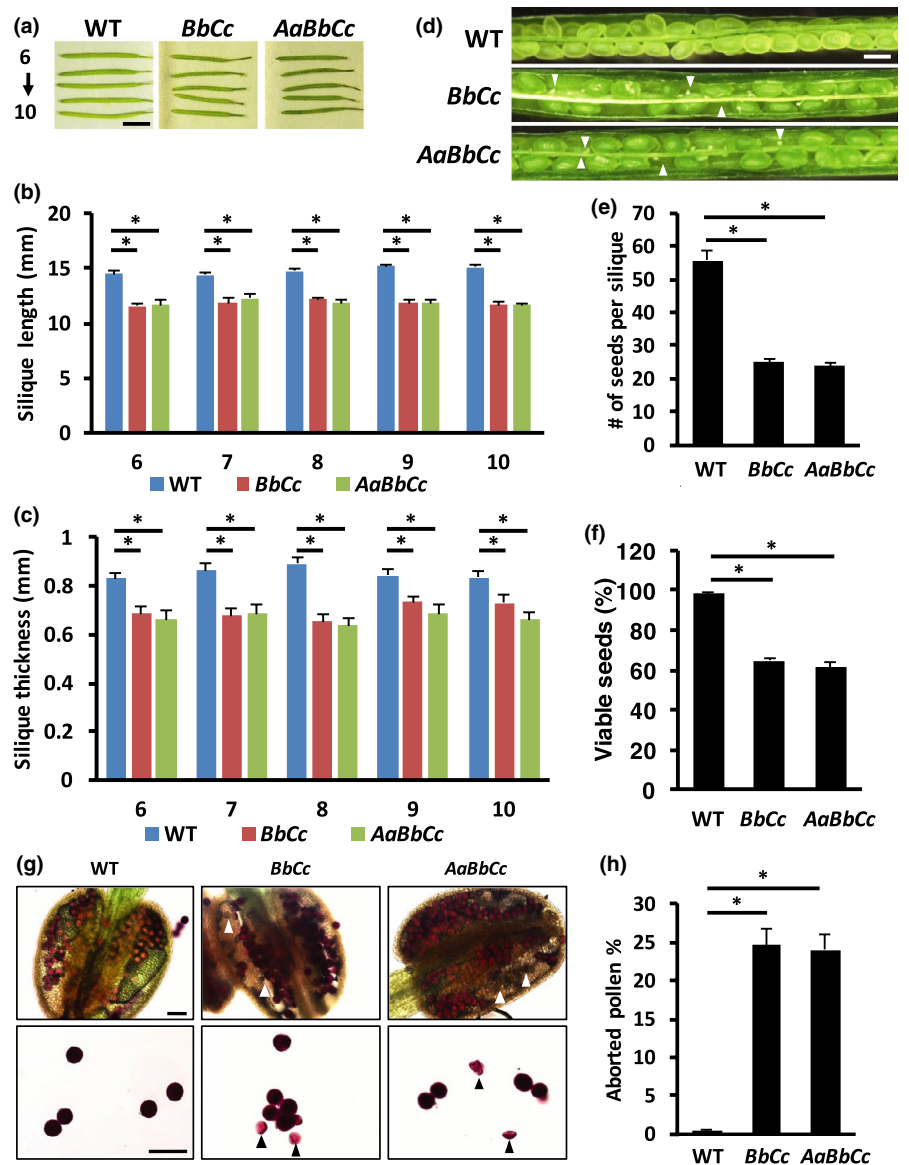 (a)
WT BbCc AaBbCc
6
10
(d)
WT
BbCc
AaBbCc
(b)
Silique length (mm)
20
15
10
5
0
* * * * *
* * * * *
6 7 8 9 10
WT BbCc AaBbCc
(c)
Silique thickness (mm)
1
0.8
0.6
0.4
0.2
0
* * * * *
* * * * *
6 7 8 9 10
WT BbCc AaBbCc
(e)
# of seeds per silique
70
60
50
40
30
20
10
0
*
*
WT BbCc AaBbCc
(f)
Viable seeds (%)
120
100
80
60
40
20
0
*
*
WT BbCc AaBbCc
(g)
WT BbCc AaBbCc
(h)
Aborted pollen %
30
25
20
15
10
5
0
*
*
WT BbCc AaBbCc